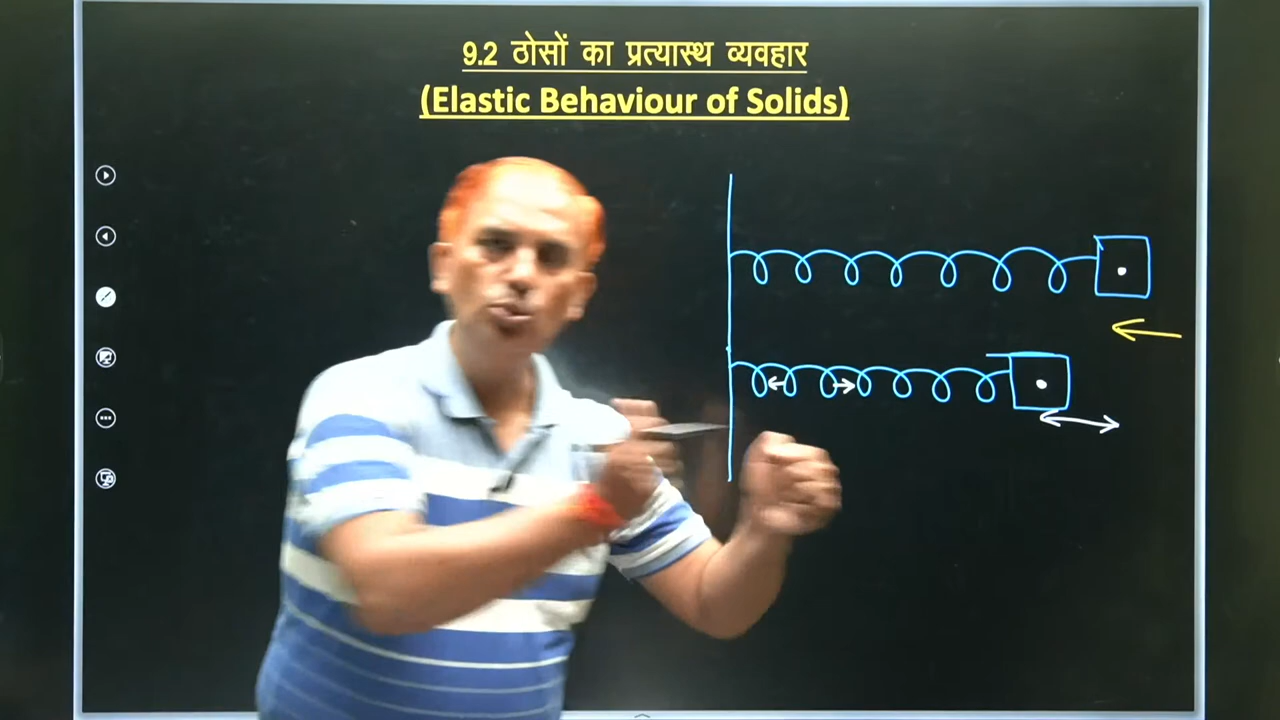 9.2 ठोसों का प्रत्यास्थ व्यवहार
(Elastic Behaviour of Solids)